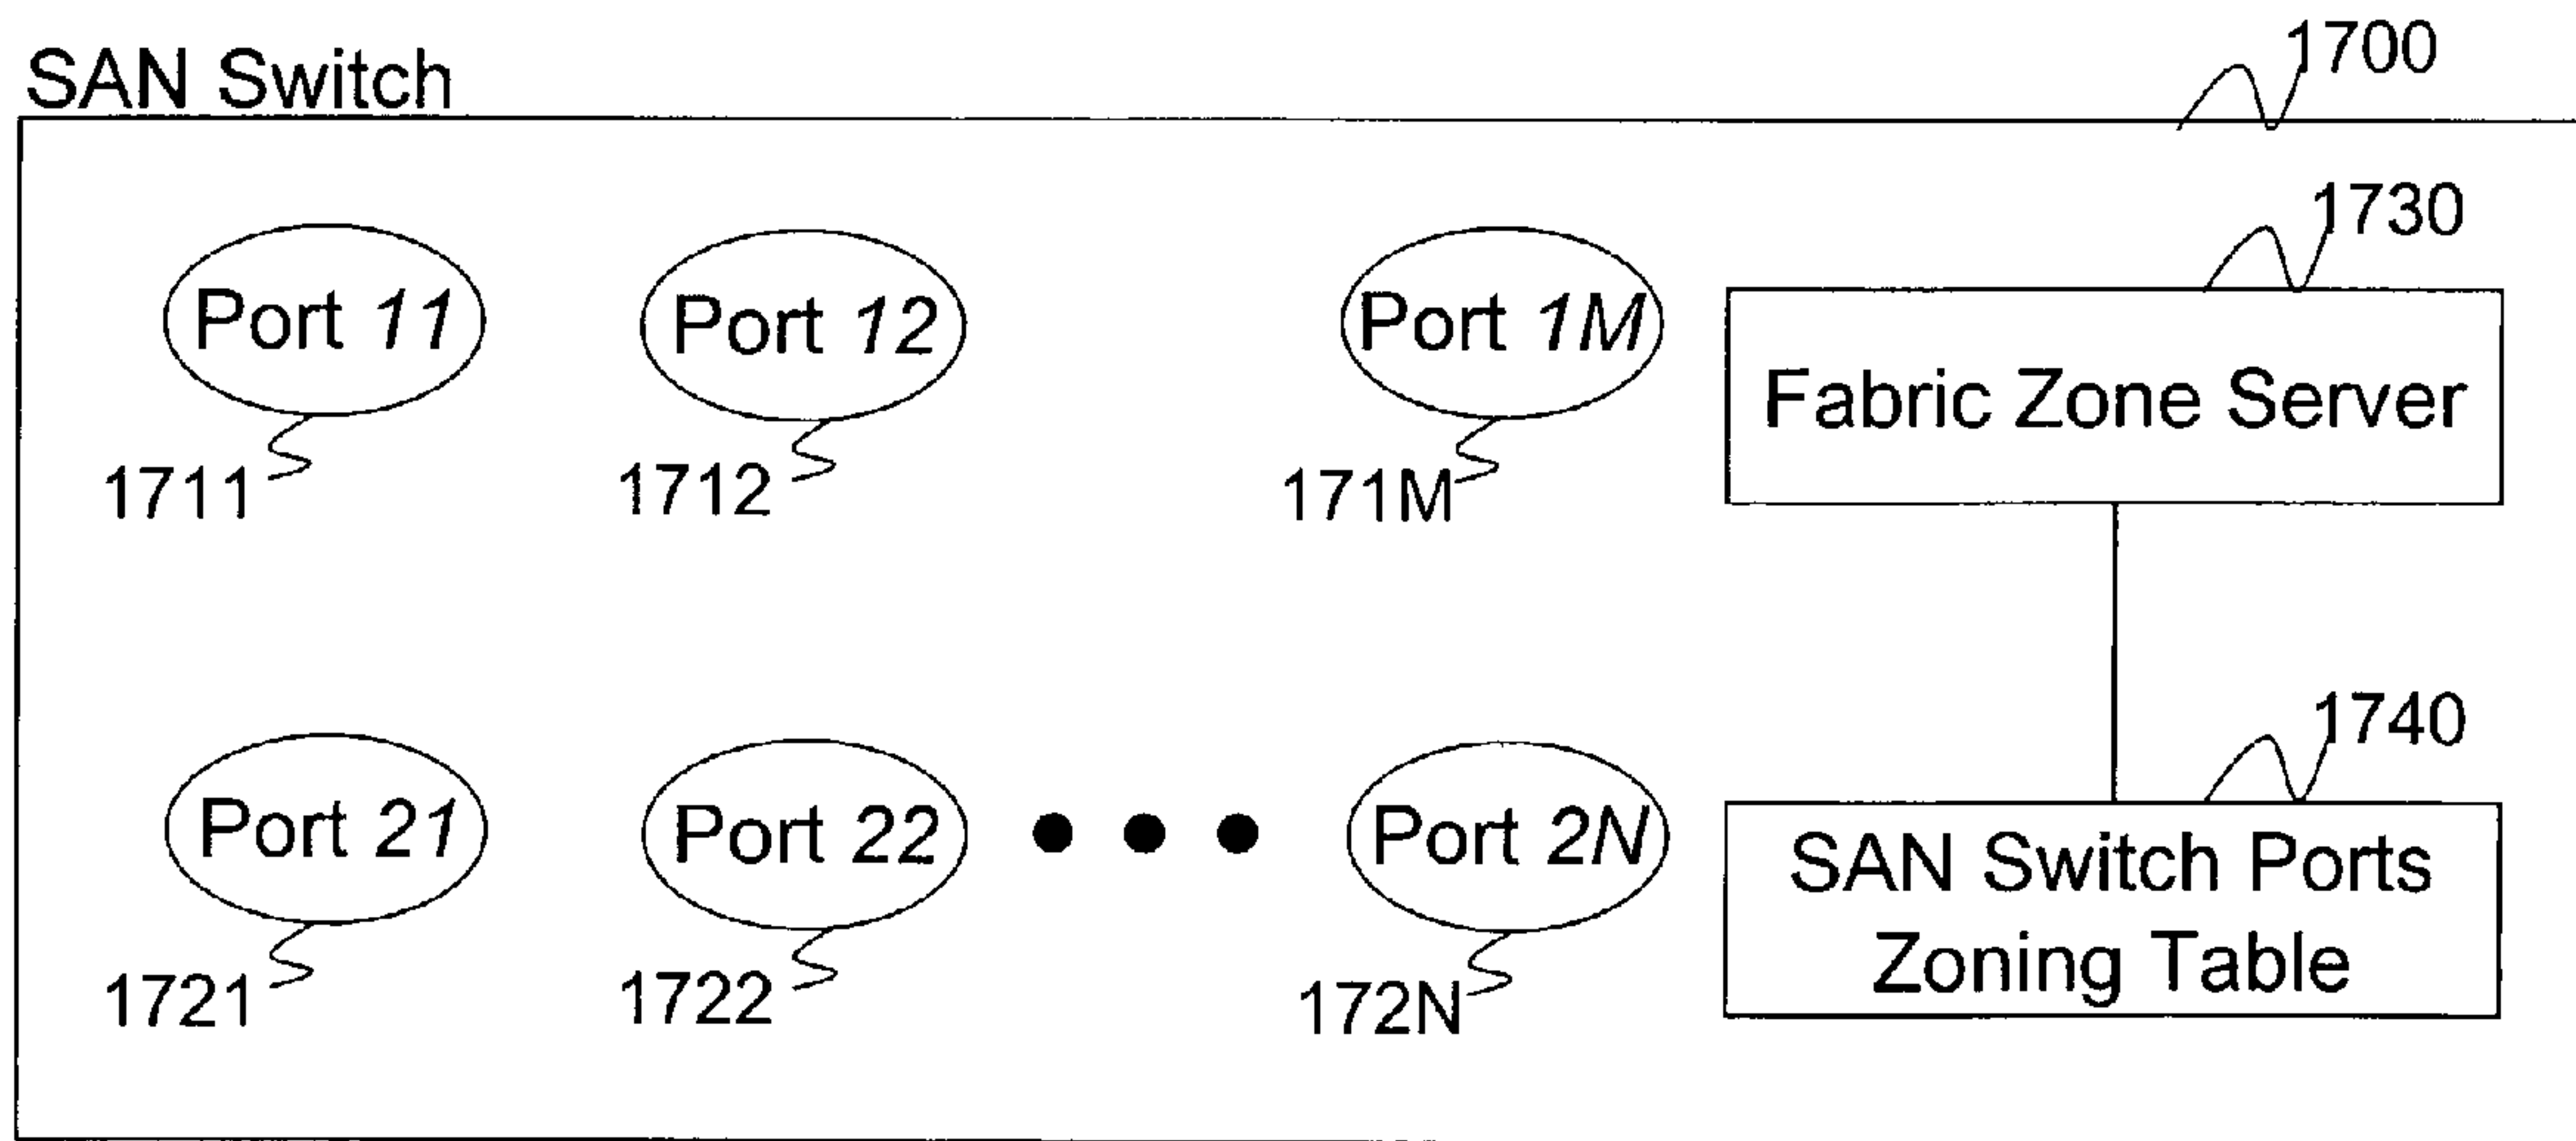 SAN Switch
1700
1730
Port 11
Port 12
Port 1M
Fabric Zone Server
1711
1712
171M
1740
Port 21
Port 22
Port 2N
SAN Switch Ports
Zoning Table
1721
1722
172N